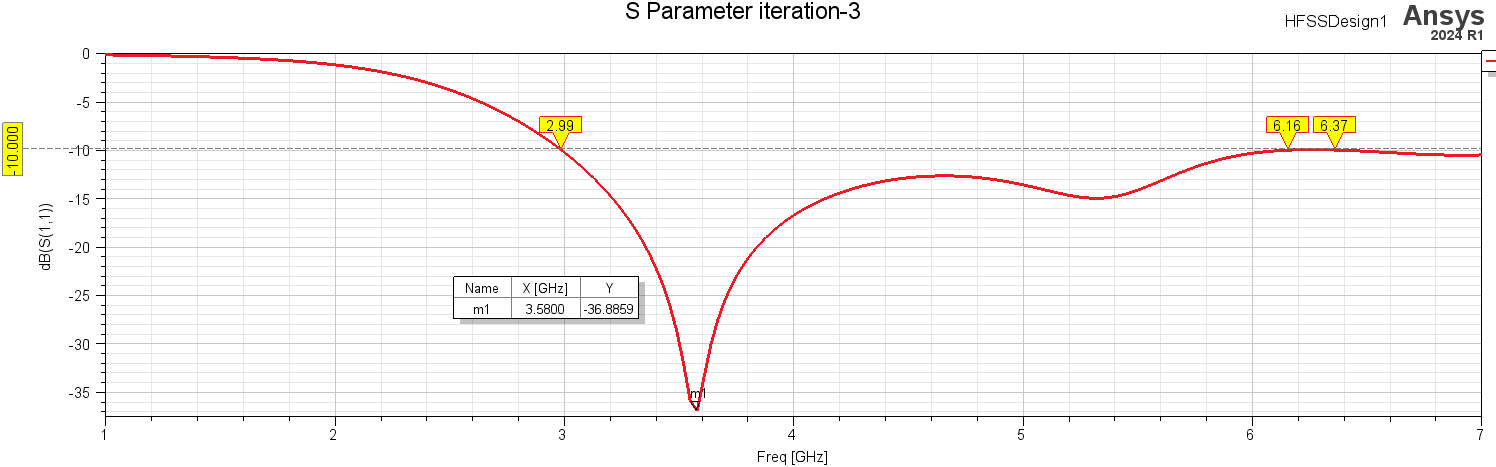 S Parameter iteration-3
HFSSDesign1
Ansys
2024 R1
0
-5
-10
-15
-20
-25
-30
-35
-10.000
dB(S(1,1))
2.99
6.16 6.37
Name X [GHz] Y
m1 3.5800 -36.8859
m1
1 2 3 4 5 6 7
Freq [GHz]